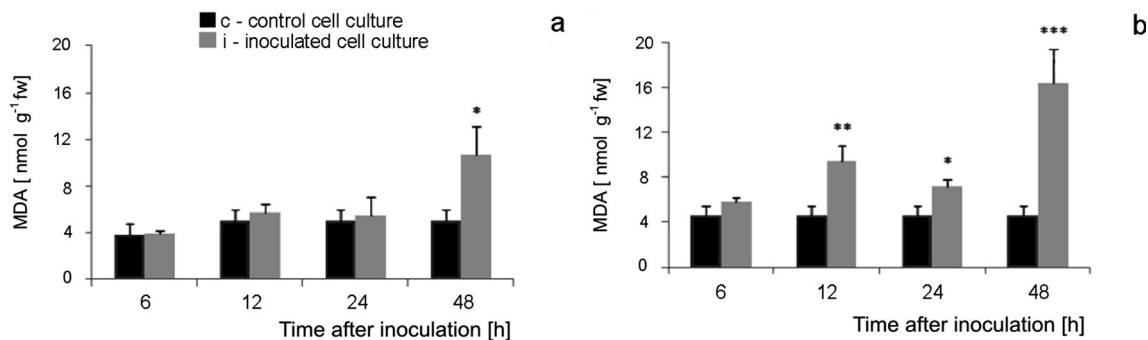 c - control cell culture
i - inoculated cell culture
a
MDA [ nmol g⁻¹ fw]
20
16
12
8
4
0
*
6 12 24 48
Time after inoculation [h]
b
MDA [ nmol g⁻¹ fw]
20
16
12
8
4
0
** * ***
6 12 24 48
Time after inoculation [h]